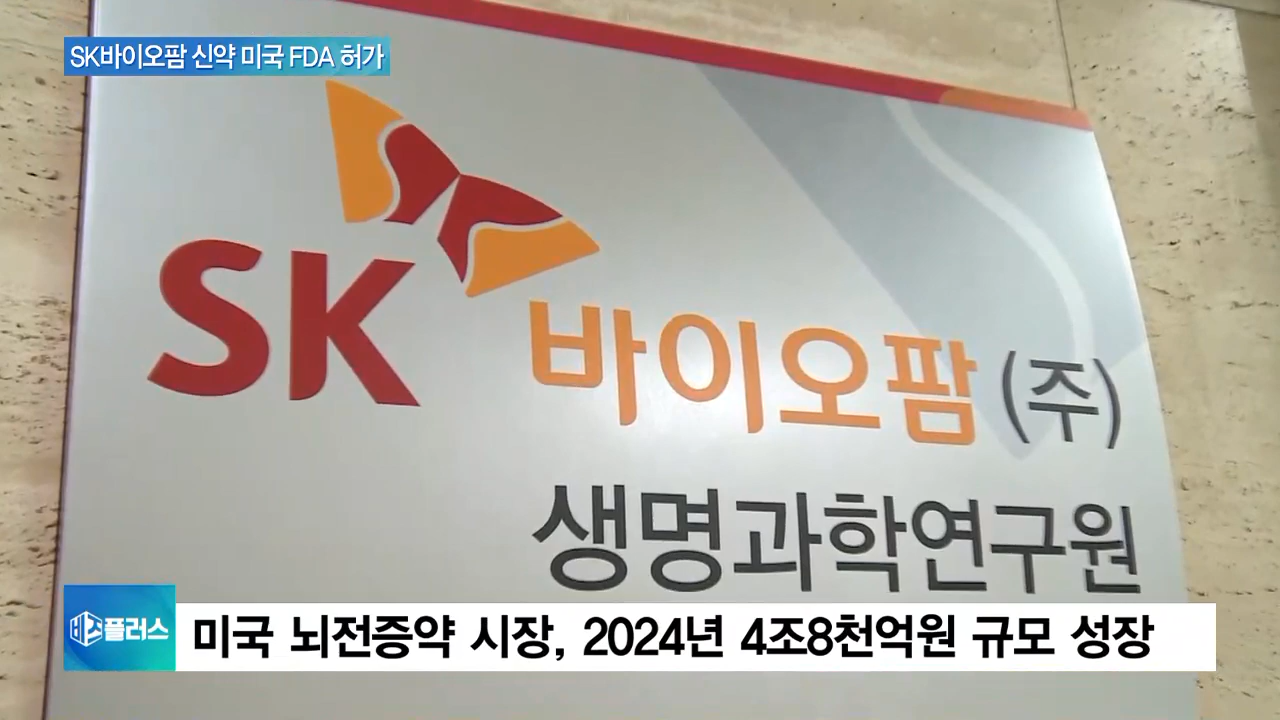 SK바이오팜 신약 미국 FDA 허가
SK 바이오팜 (주)
생명과학연구원
비즈플러스
미국 뇌전증약 시장, 2024년 4조8천억원 규모 성장